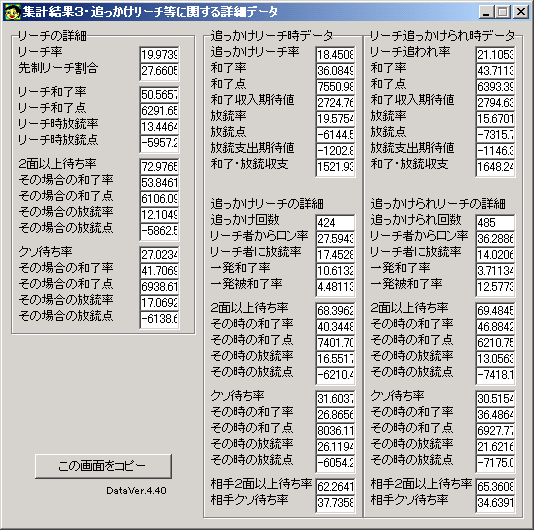 集計結果3・追っかけリーチ等に関する詳細データ
リーチの詳細
リーチ率 19.9739
先制リーチ割合 27.6605
リーチ和了率 50.5657
リーチ和了点 6291.65
リーチ時放銃率 13.4464
リーチ時放銃点 -5957.2
2面以上待ち率 72.9765
その場合の和了率 53.8461
その場合の和了点 6106.09
その場合の放銃率 12.1049
その場合の放銃点 -5862.5
クソ待ち率 27.0234
その場合の和了率 41.7069
その場合の和了点 6938.61
その場合の放銃率 17.0692
その場合の放銃点 -6138.6
この画面をコピー
DataVer.4.40
追っかけリーチ時データ
追っかけリーチ率 18.4508
和了率 36.0849
和了点 7550.98
和了収入期待値 2724.76
放銃率 19.5754
放銃点 -6144.5
放銃支出期待値 -1202.8
和了・放銃収支 1521.93
追っかけリーチの詳細
追っかけ回数 424
リーチ者からロン率 27.5943
リーチ者に放銃率 17.4528
一発和了率 10.6132
一発被和了率 4.48113
2面以上待ち率 68.3962
その時の和了率 40.3448
その時の和了点 7401.70
その時の放銃率 16.5517
その時の放銃点 -6210.4
クソ待ち率 31.6037
その時の和了率 26.8656
その時の和了点 8036.11
その時の放銃率 26.1194
その時の放銃点 -6054.2
相手2面以上待ち率 62.2641
相手クソ待ち率 37.7358
リーチ追っかけられ時データ
リーチ追われ率 21.1053
和了率 43.7113
和了点 6393.39
和了収入期待値 2794.63
放銃率 15.6701
放銃点 -7315.7
放銃支出期待値 -1146.3
和了・放銃収支 1648.24
追っかけられリーチの詳細
追っかけられ回数 485
リーチ者からロン率 36.2886
リーチ者に放銃率 14.0206
一発和了率 3.71134
一発被和了率 12.5773
2面以上待ち率 69.4845
その時の和了率 46.8842
その時の和了点 6210.75
その時の放銃率 13.0563
その時の放銃点 -7418.1
クソ待ち率 30.5154
その時の和了率 36.4864
その時の和了点 6927.77
その時の放銃率 21.6216
その時の放銃点 -7175.0
相手2面以上待ち率 65.3608
相手クソ待ち率 34.6391